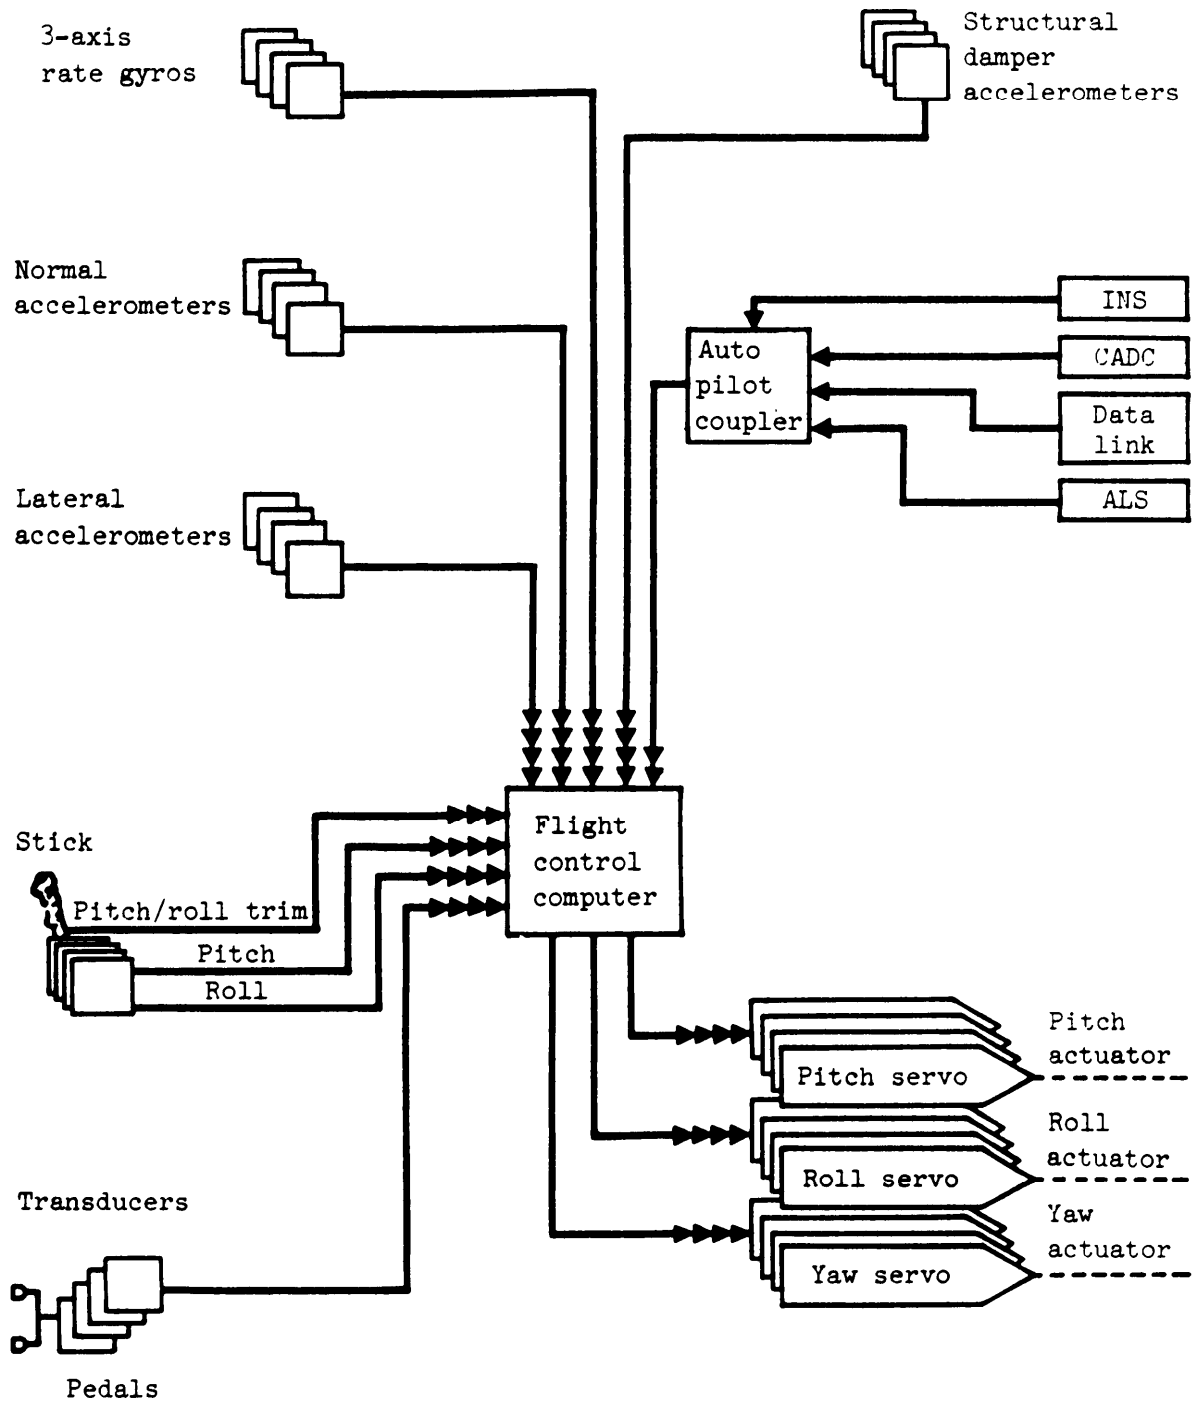 3-axis
rate gyros
Structural
damper
accelerometers
Normal
accelerometers
INS
CADC
Data
link
ALS
Auto
pilot
coupler
Lateral
accelerometers
Flight
control
computer
Stick
Pitch/roll trim
Pitch
Roll
Pitch servo
Pitch
actuator
Roll servo
Roll
actuator
Yaw servo
Yaw
actuator
Transducers
Pedals